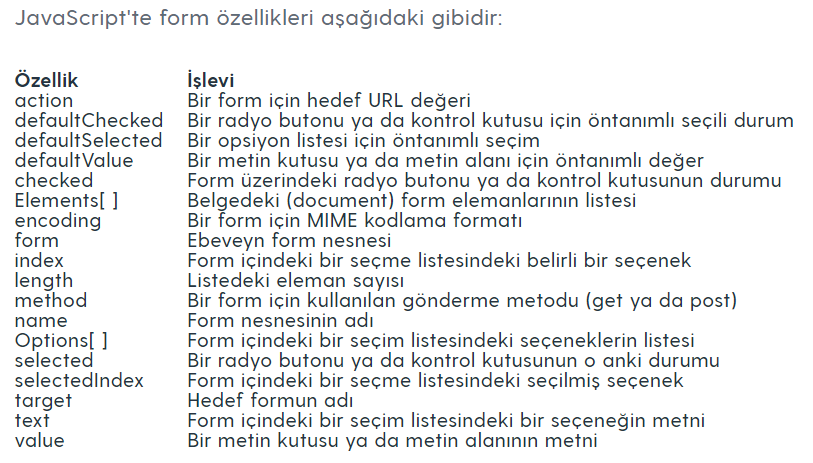 JavaScript'te form özellikleri aşağıdaki gibidir:
Özellik İşlevi
action Bir form için hedef URL değeri
defaultChecked Bir radyo butonu ya da kontrol kutusu için öntanımlı seçili durum
defaultSelected Bir opsiyon listesi için öntanımlı seçim
defaultValue Bir metin kutusu ya da metin alanı için öntanımlı değer
checked Form üzerindeki radyo butonu ya da kontrol kutusunun durumu
Elements[ ] Belgedeki (document) form elemanlarının listesi
encoding Bir form için MIME kodlama formatı
form Ebeveyn form nesnesi
index Form içindeki bir seçme listesindeki belirli bir seçenek
length Listedeki eleman sayısı
method Bir form için kullanılan gönderme metodu (get ya da post)
name Form nesnesinin adı
Options[ ] Form içindeki bir seçim listesindeki seçeneklerin listesi
selected Bir radyo butonu ya da kontrol kutusunun o anki durumu
selectedIndex Form içindeki bir seçme listesindeki seçilmiş seçenek
target Hedef formun adı
text Form içindeki bir seçim listesindeki bir seçeneğin metni
value Bir metin kutusu ya da metin alanının metni